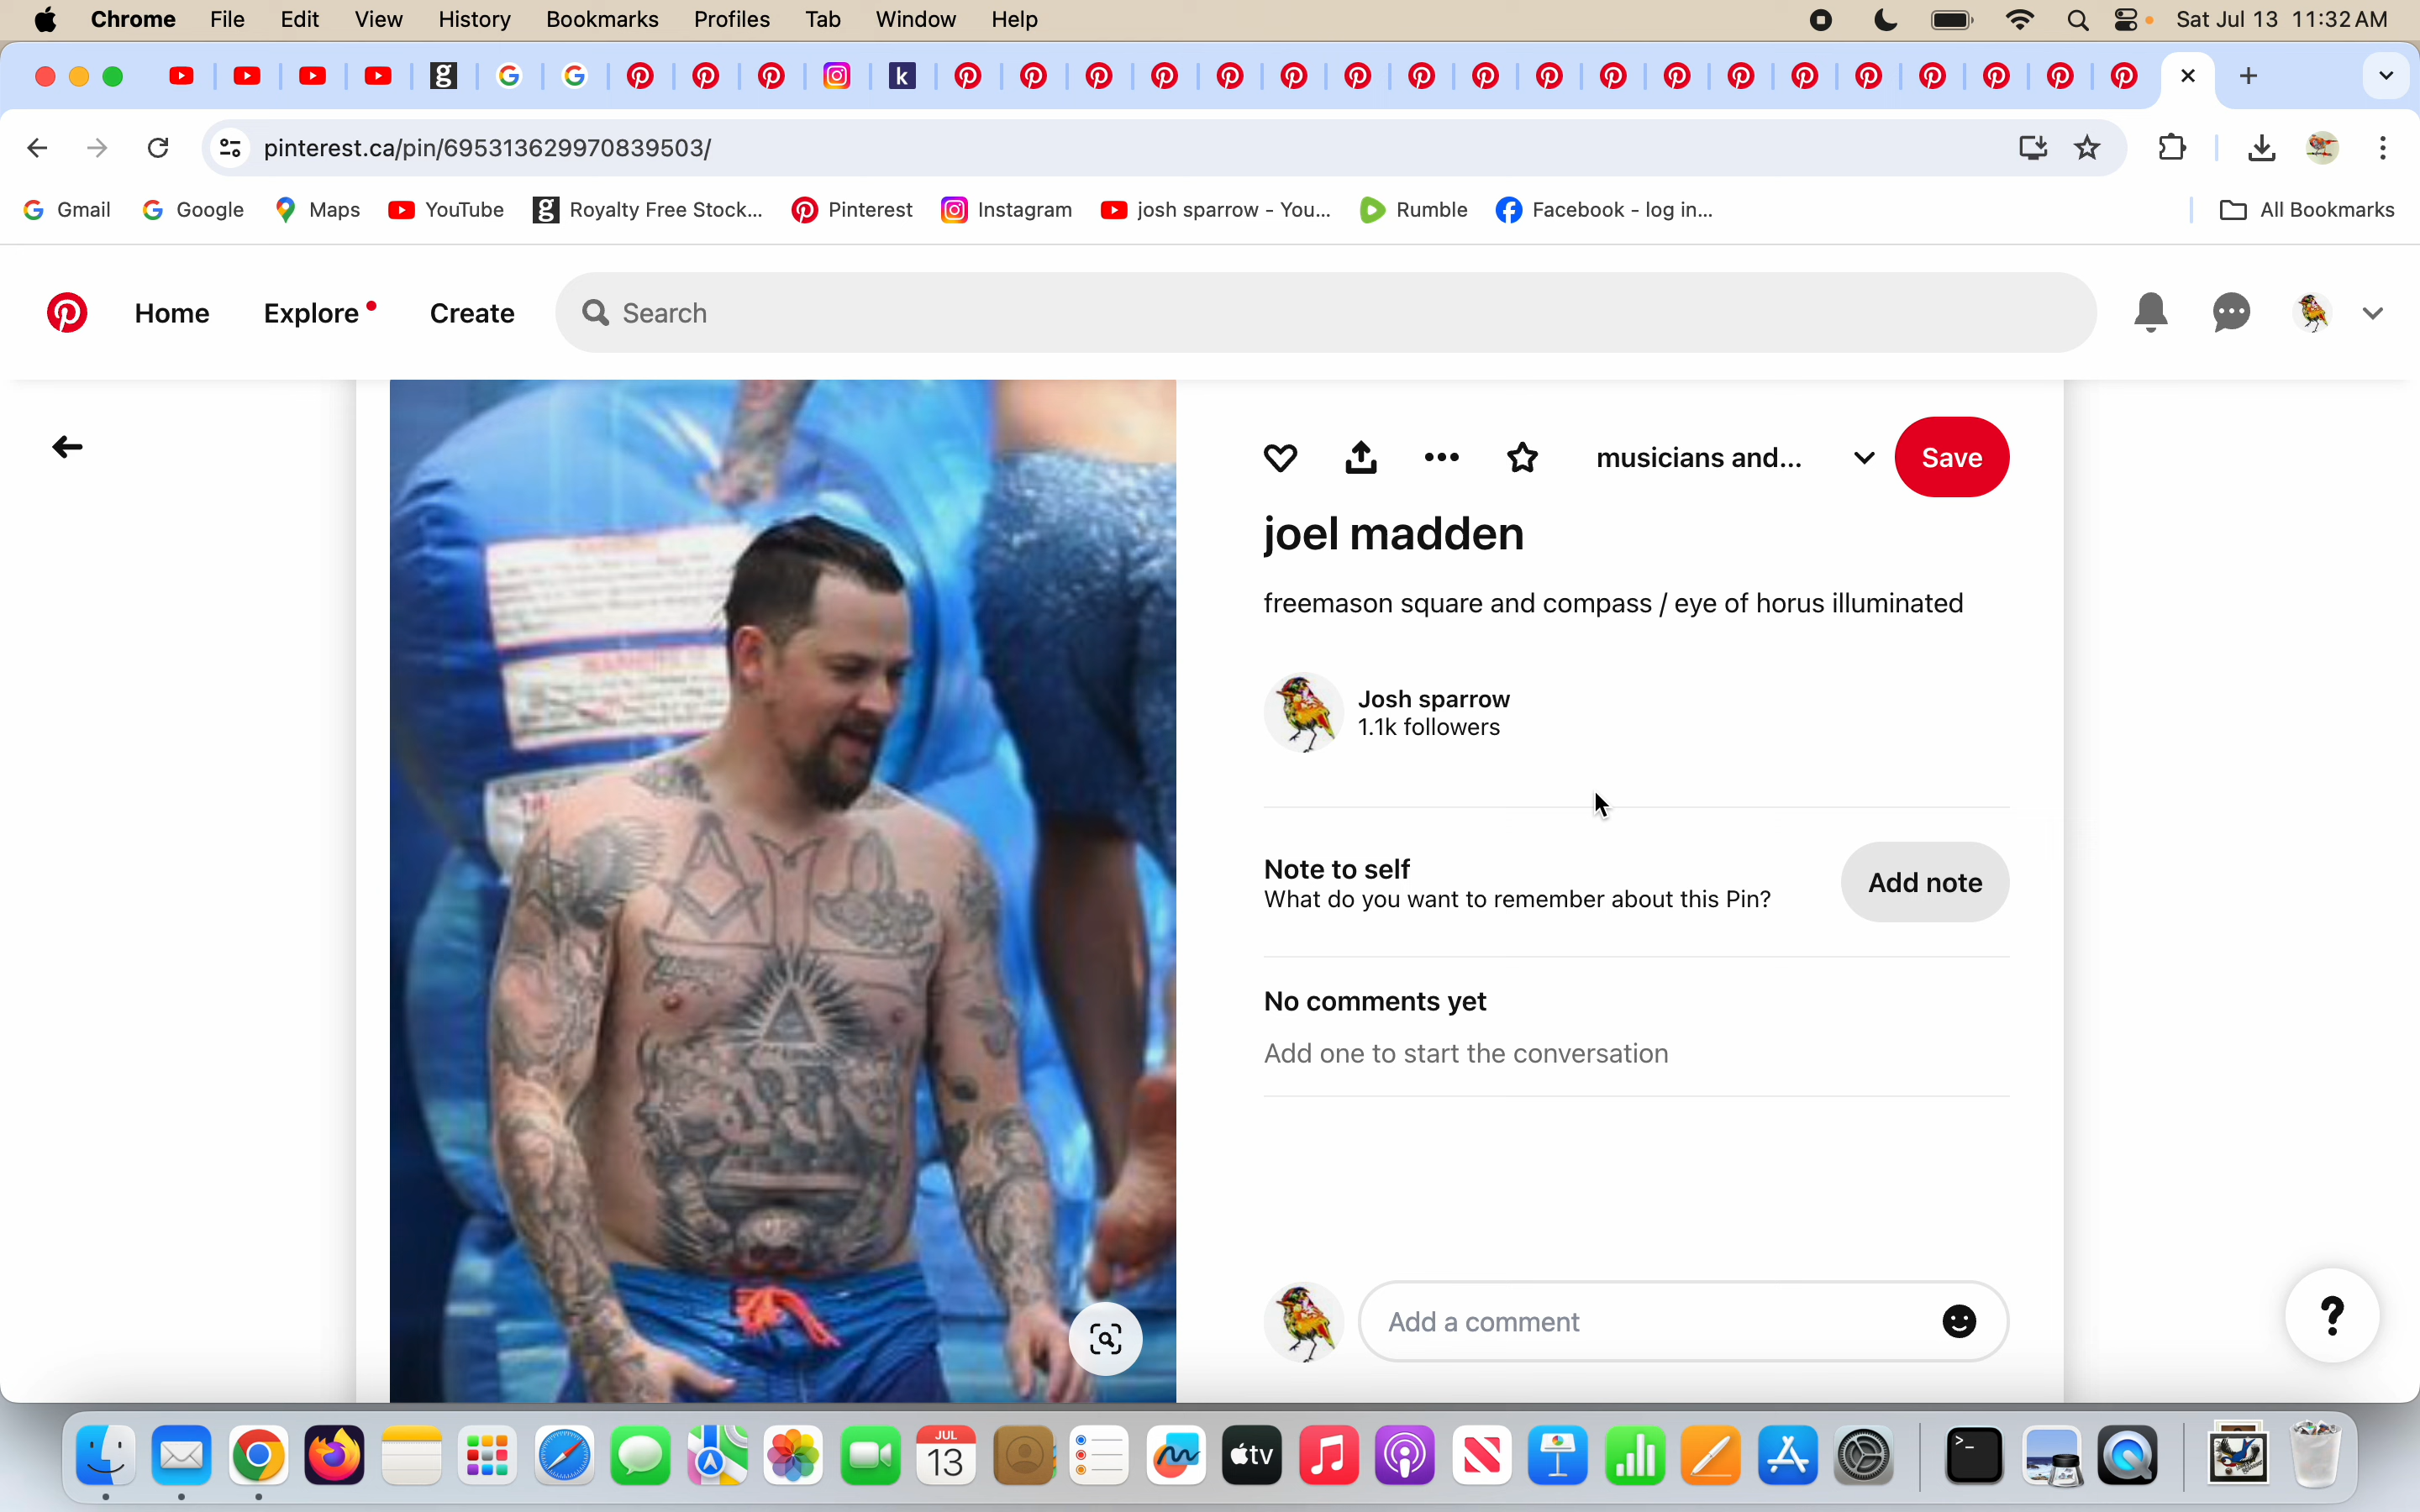 Chrome File Edit View History Bookmarks Profiles Tab Window Help Sat Jul 13 11:32 AM
pinterest.ca/pin/695313629970839503/
Gmail Google Maps YouTube Royalty Free Stock... Pinterest Instagram josh sparrow - You... Rumble Facebook - log in... All Bookmarks
Home Explore Create Search
musicians and... Save
joel madden
freemason square and compass / eye of horus illuminated
Josh sparrow
1.1k followers
Note to self
What do you want to remember about this Pin?
Add note
No comments yet
Add one to start the conversation
Add a comment
?
JUL
13
tv